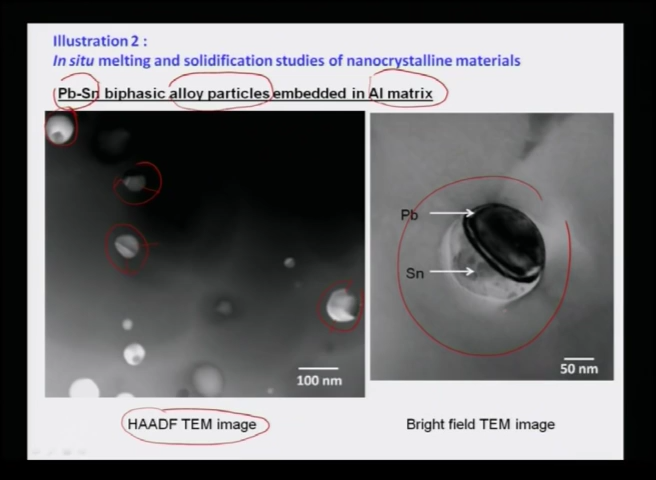 Illustration 2 :
In situ melting and solidification studies of nanocrystalline materials
Pb-Sn biphasic alloy particles embedded in Al matrix
Pb
Sn
100 nm
50 nm
HAADF TEM image
Bright field TEM image